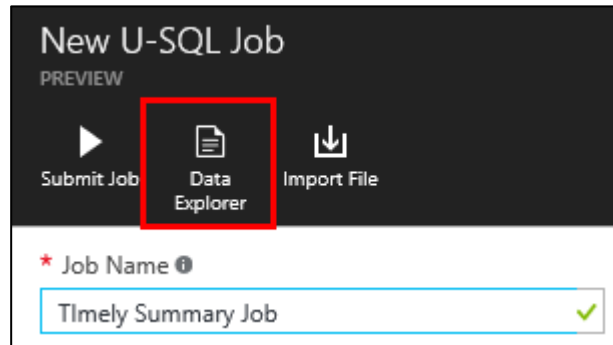 New U-SQL Job
PREVIEW
Submit Job
Data
Explorer
Import File
* Job Name
TImely Summary Job